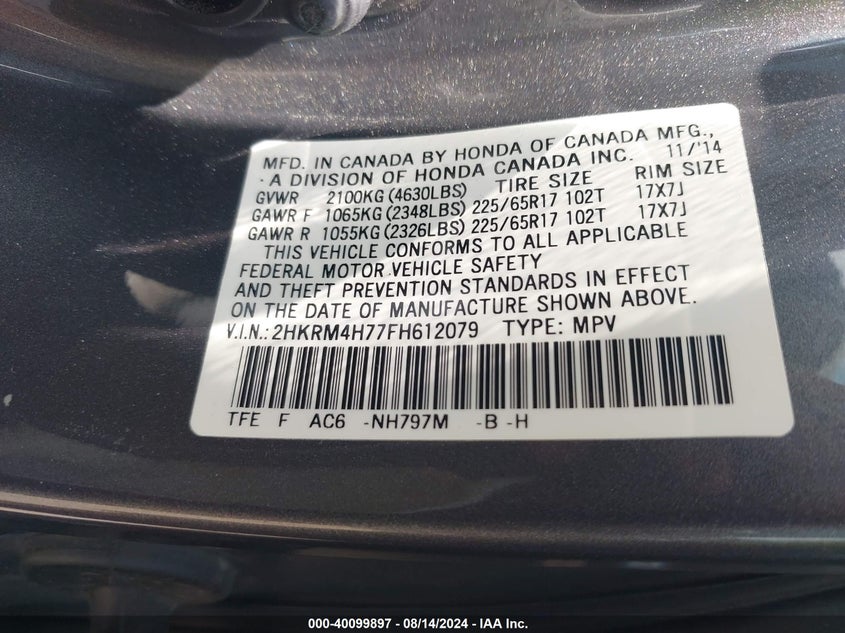 MFD. IN CANADA BY HONDA OF CANADA MFG.,
- A DIVISION OF HONDA CANADA INC. 11/'14
GVWR 2100KG (4630LBS) TIRE SIZE RIM SIZE
GAWR F 1065KG (2348LBS) 225/65R17 102T 17X7J
GAWR R 1055KG (2326LBS) 225/65R17 102T 17X7J
THIS VEHICLE CONFORMS TO ALL APPLICABLE
FEDERAL MOTOR VEHICLE SAFETY
AND THEFT PREVENTION STANDARDS IN EFFECT
ON THE DATE OF MANUFACTURE SHOWN ABOVE.
V.I.N.: 2HKRM4H77FH612079 TYPE: MPV
TFE F AC6 -NH797M -B -H
000-40099897 - 08/14/2024 - IAA Inc.